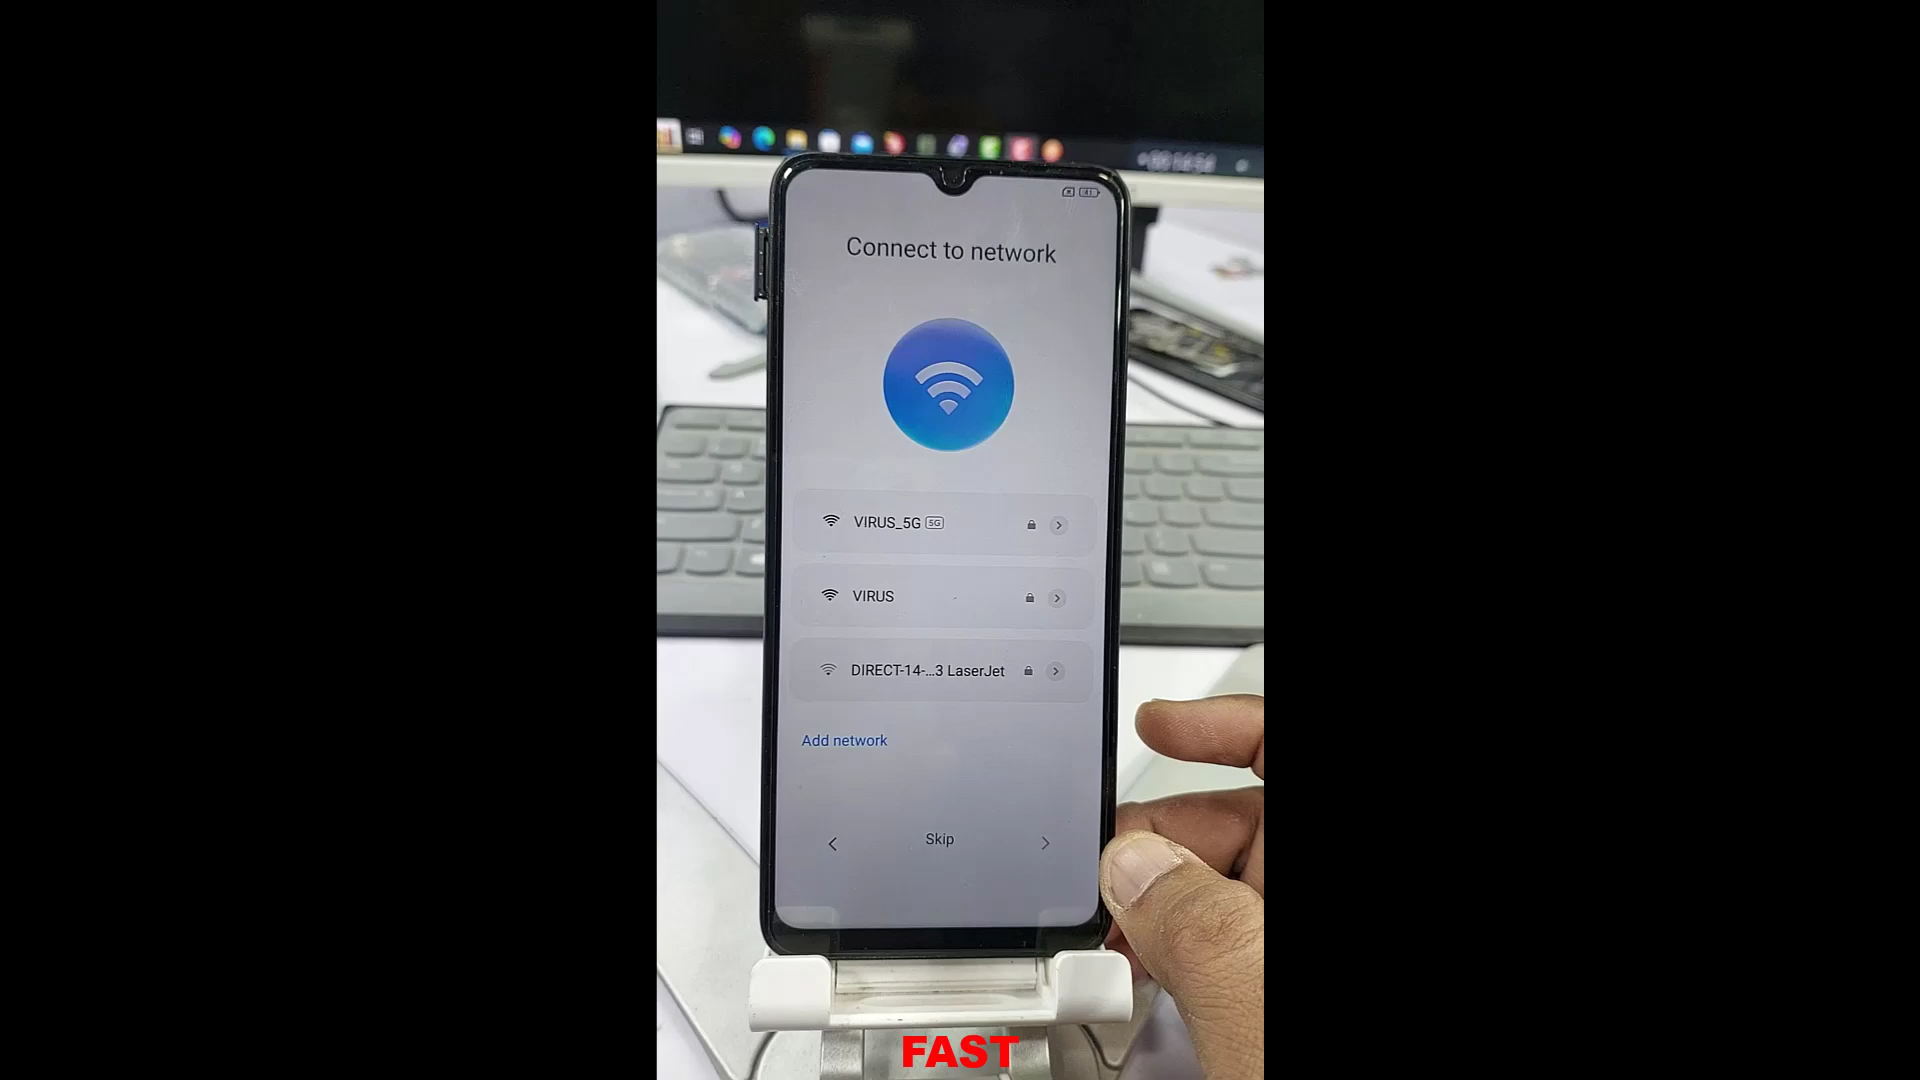 Connect to network
VIRUS_5G 5G
VIRUS
DIRECT-14-...3 LaserJet
Add network
Skip
FAST